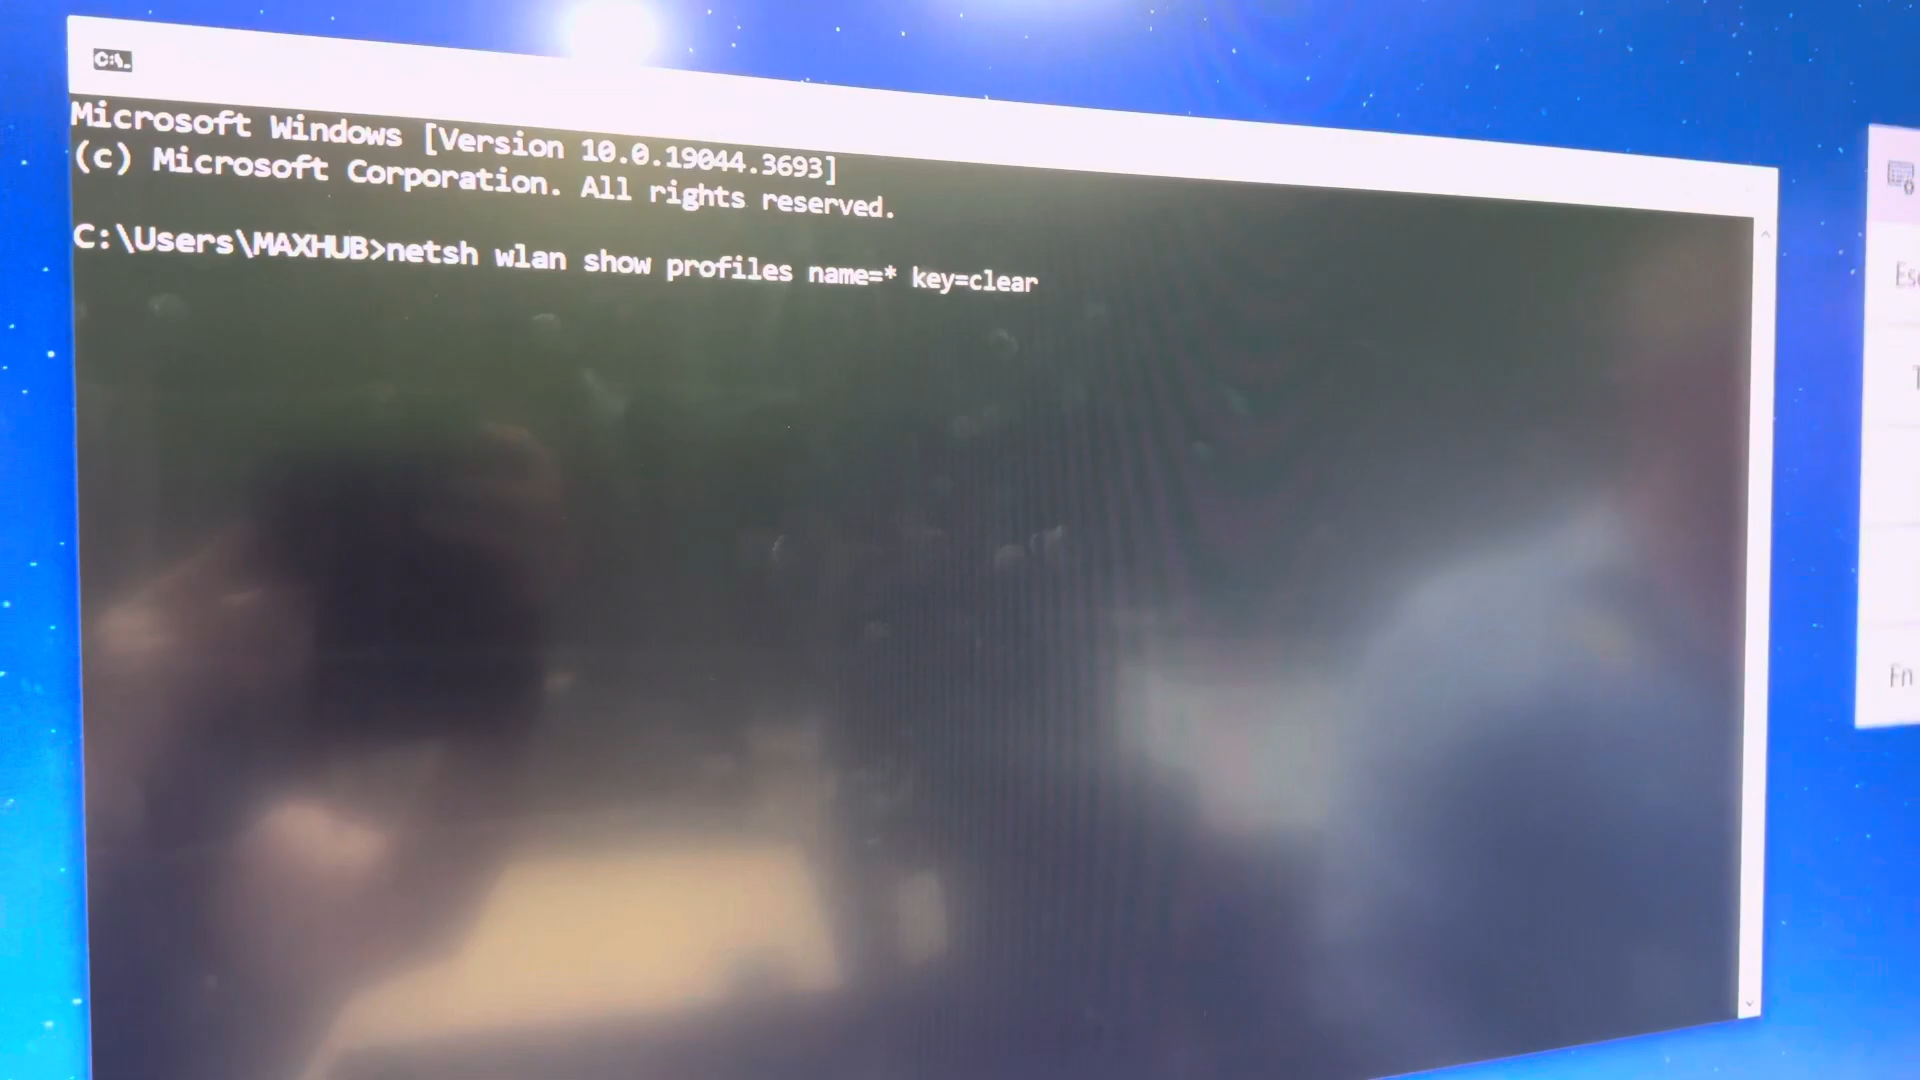 C:\.
Microsoft Windows [Version 10.0.19044.3693]
(c) Microsoft Corporation. All rights reserved.
C:\Users\MAXHUB>netsh wlan show profiles name=* key=clear
Fn